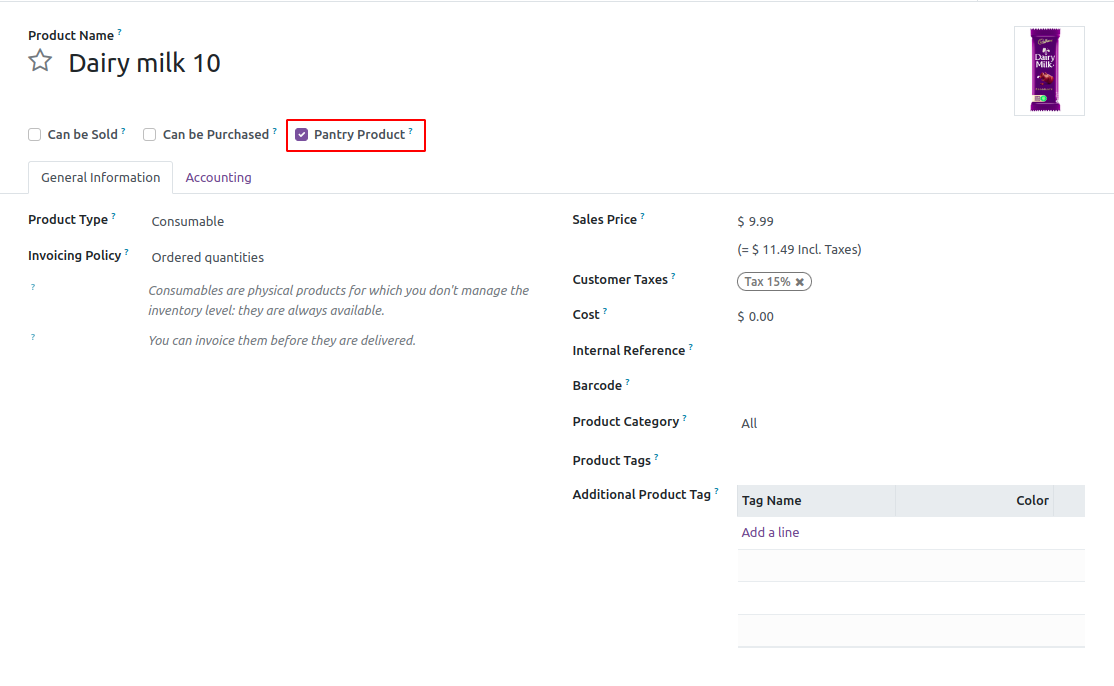 Product Name ?
Dairy milk 10
Cadbury
Dairy
Milk
Can be Sold ? Can be Purchased ? Pantry Product ?
General Information Accounting
Product Type ? Consumable
Sales Price ? $ 9.99
(= $ 11.49 Incl. Taxes)
Invoicing Policy ? Ordered quantities
? Consumables are physical products for which you don't manage the
inventory level: they are always available.
? You can invoice them before they are delivered.
Customer Taxes ? Tax 15% ✖
Cost ? $ 0.00
Internal Reference ?
Barcode ?
Product Category ? All
Product Tags ?
Additional Product Tag ? Tag Name Color
Add a line